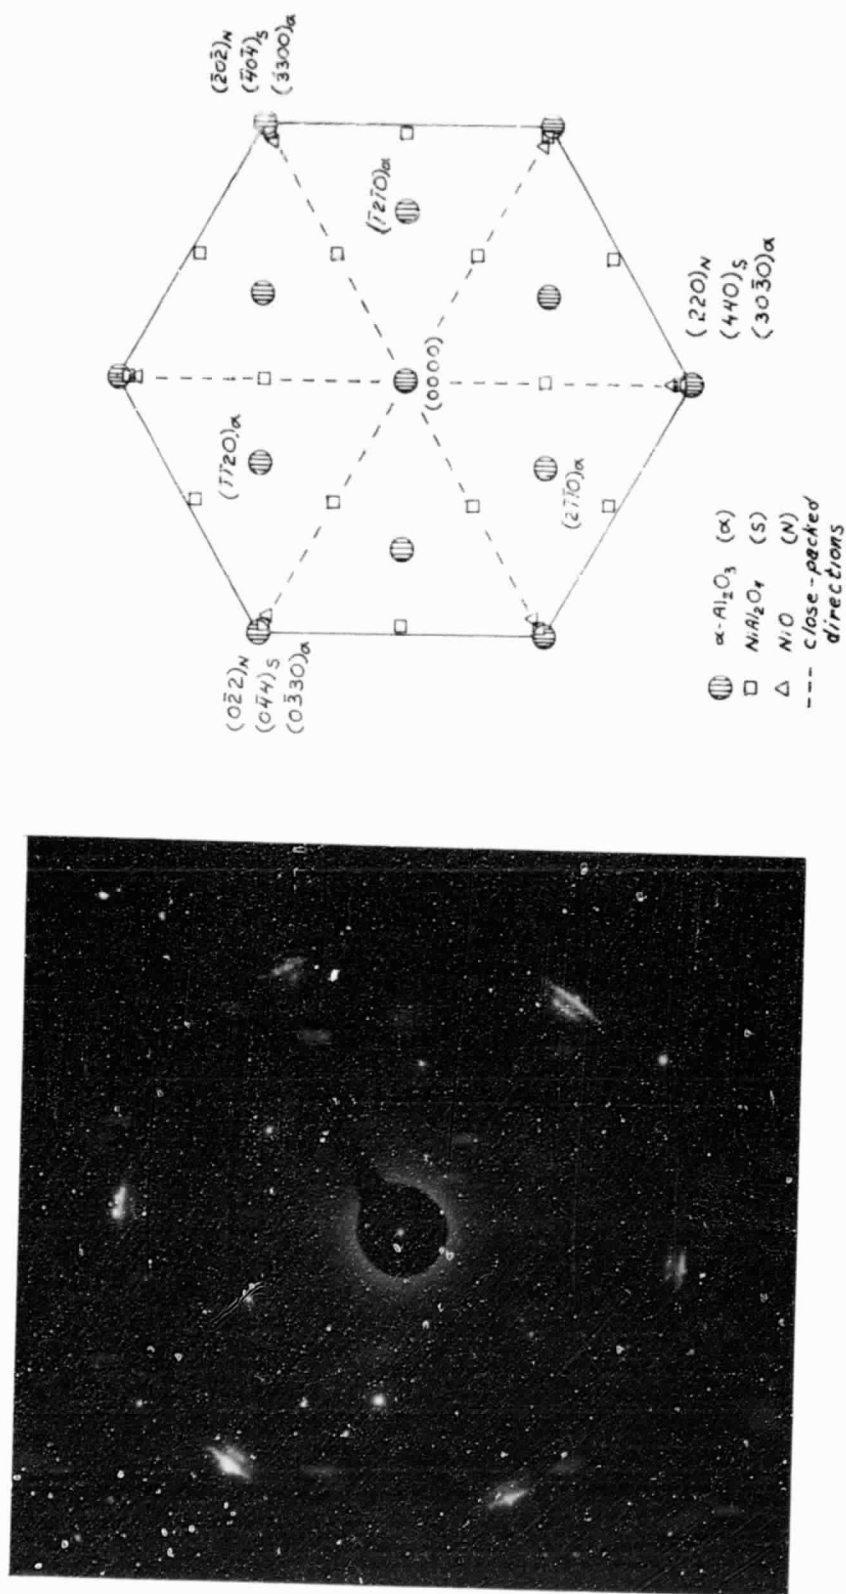 (2̄02̄)N
(4̄04̄)S
(3̄300)α
(1̄21̄0)α
(1̄1̄20)α
(0000)
(21̄1̄0)α
(220)N
(440)S
(303̄0)α
(02̄2)N
(04̄4)S
(03̄30)α
α-Al2O3 (α)
NiAl2O4 (S)
NiO (N)
close-packed
directions